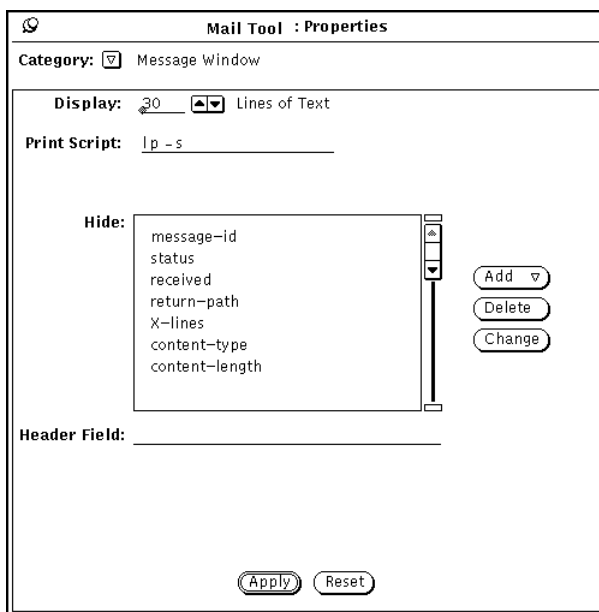 Mail Tool : Properties
Category: Message Window
Display: 30 Lines of Text
Print Script: lp -s
Hide:
message-id
status
received
return-path
X-lines
content-type
content-length
Add
Delete
Change
Header Field:
Apply Reset